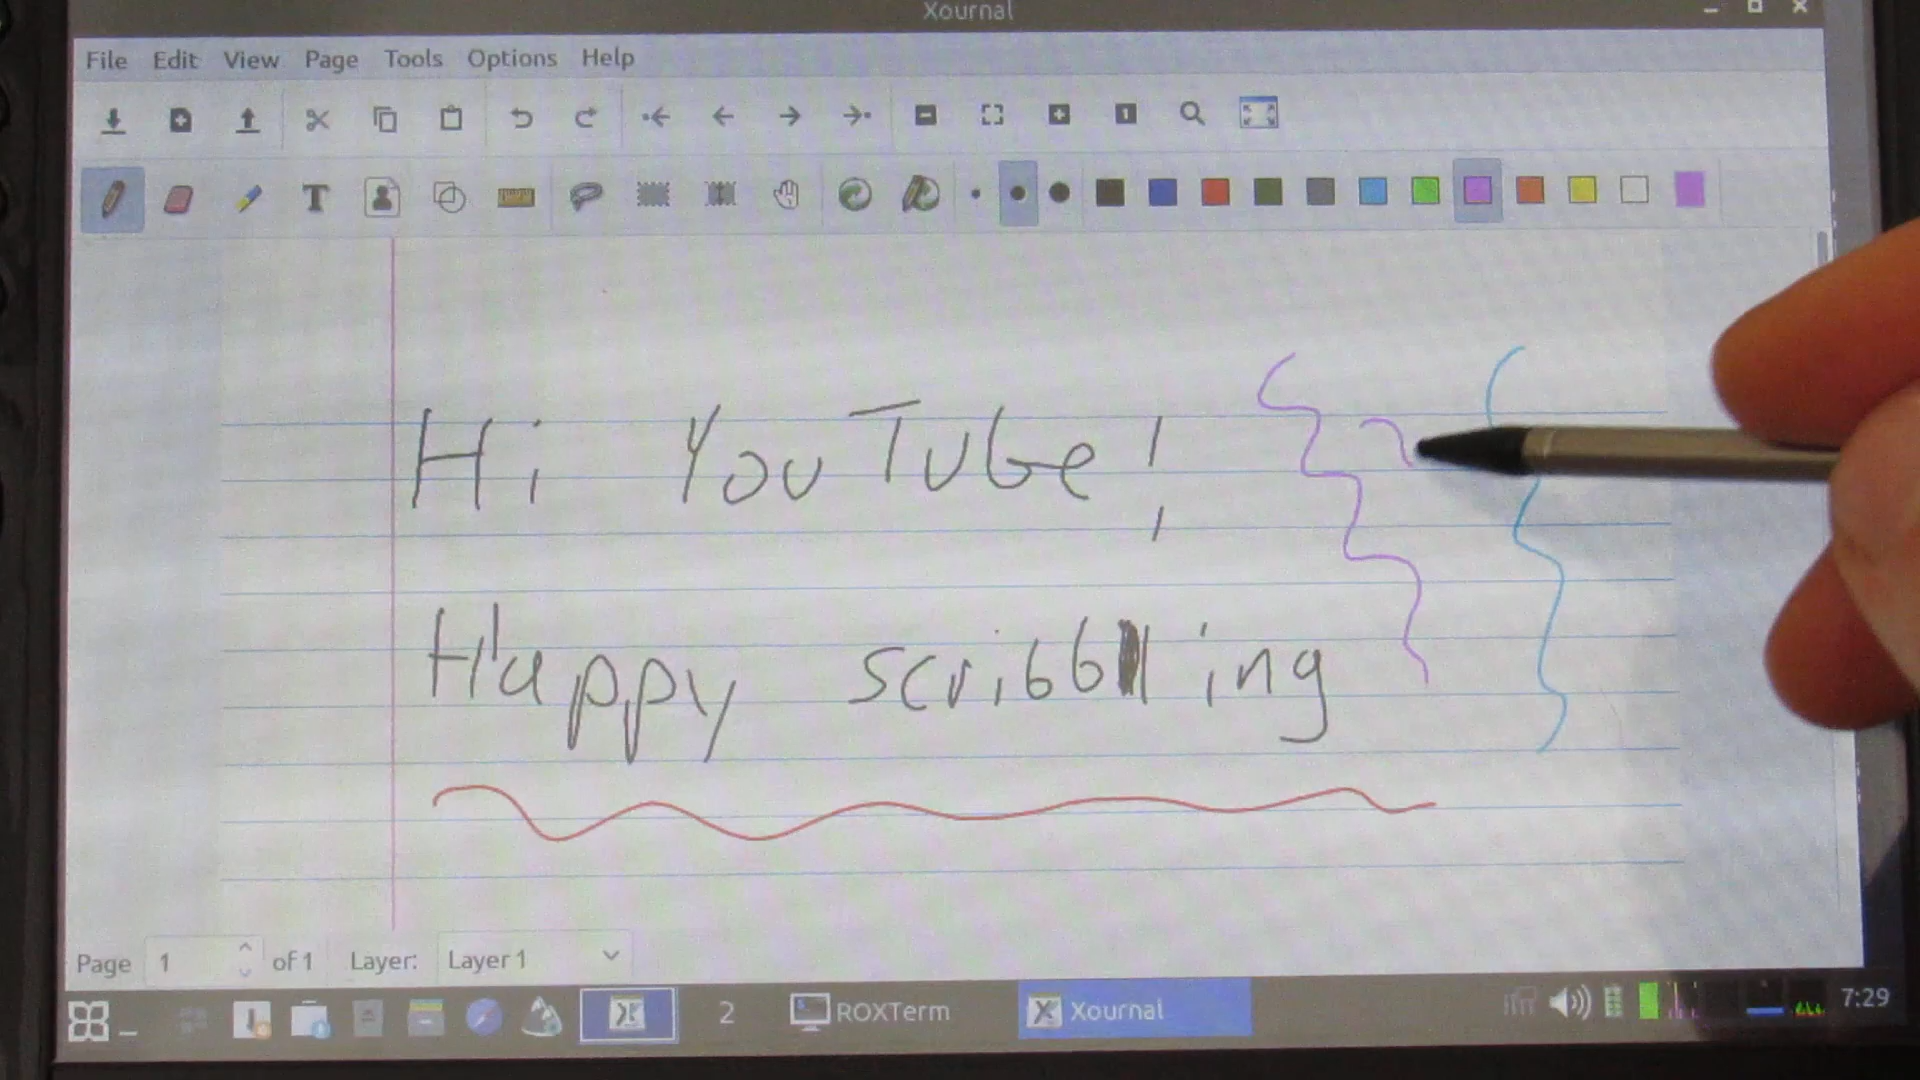 Xournal
File Edit View Page Tools Options Help
T
Hi YouTube!
Happy scribbling
Page 1 of 1 Layer: Layer 1
2 ROXTerm Xournal 7:29